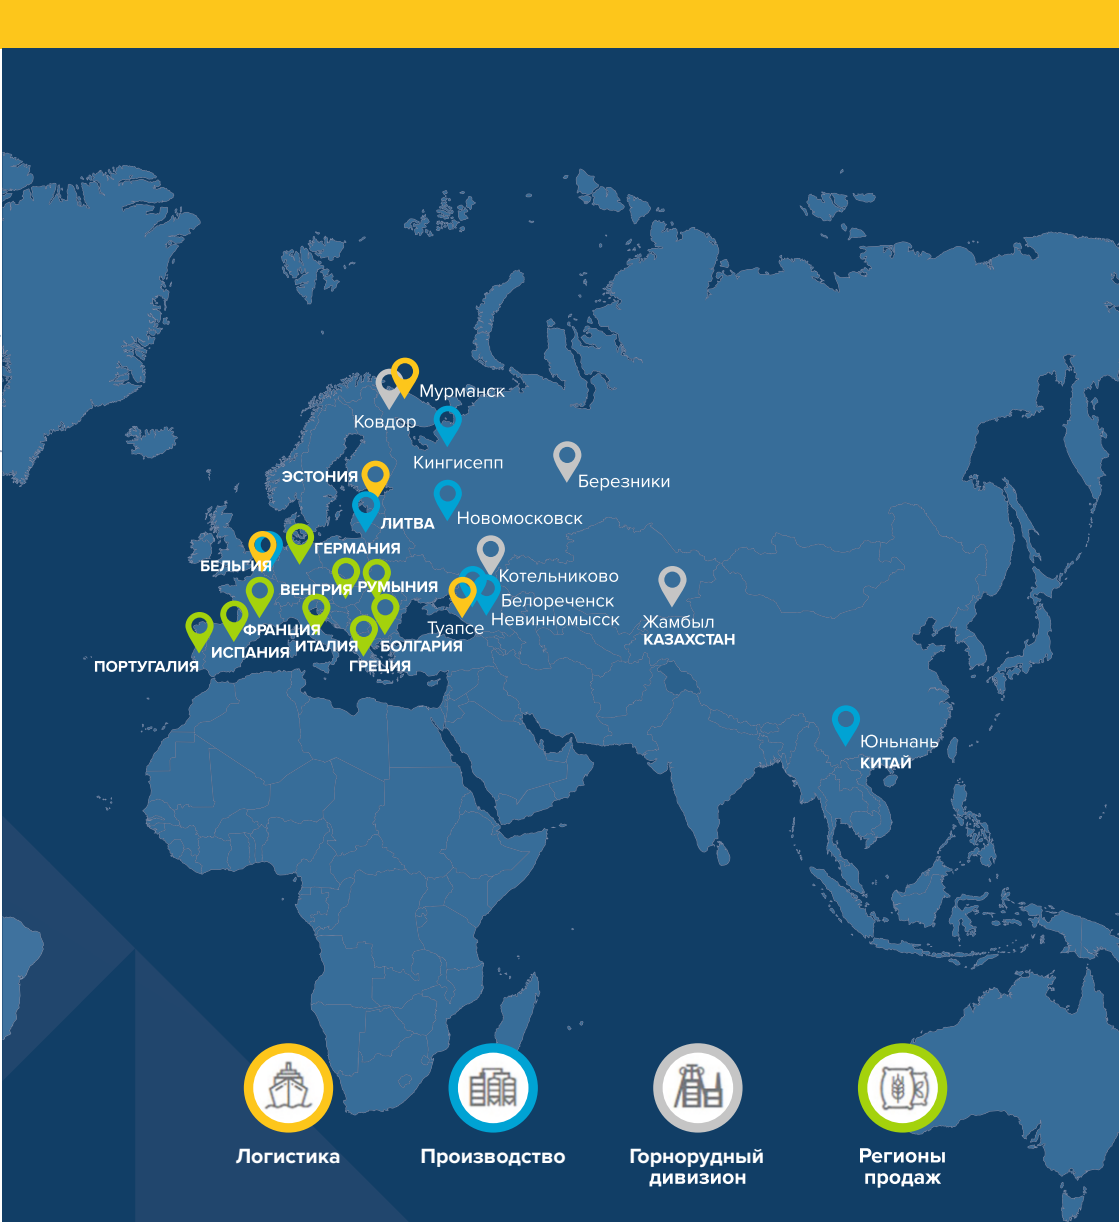 Мурманск
Ковдор
Кингисепп
ЭСТОНИЯ
Березники
Новомосковск
ЛИТВА
ГЕРМАНИЯ
БЕЛЬГИЯ
Котельниково
ВЕНГРИЯ
РУМЫНИЯ
Белореченск
Невинномысск
Туапсе
Жамбыл
КАЗАХСТАН
ФРАНЦИЯ
ИСПАНИЯ
ИТАЛИЯ
БОЛГАРИЯ
ГРЕЦИЯ
ПОРТУГАЛИЯ
Юньнань
КИТАЙ
Логистика
Производство
Горнорудный
дивизион
Регионы
продаж